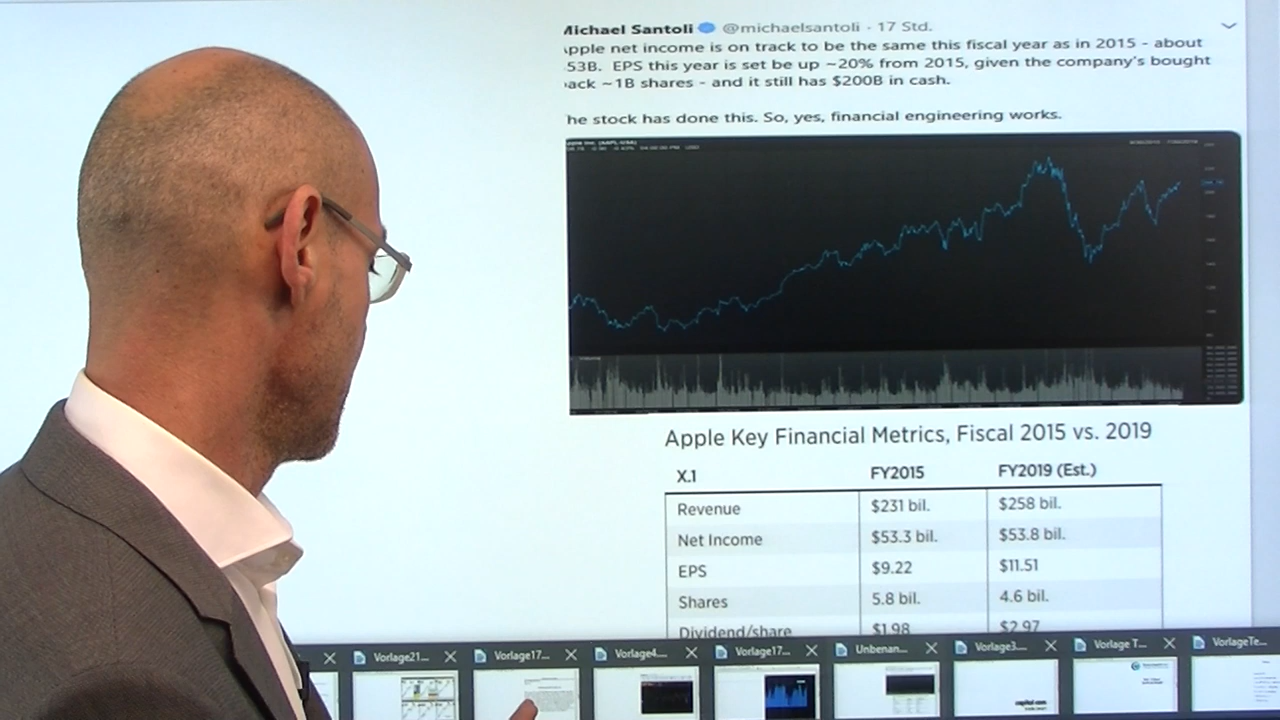 Michael Santoli @michaelsantoli · 17 Std.
pple net income is on track to be the same this fiscal year as in 2015 - about
53B. EPS this year is set be up ~20% from 2015, given the company's bought
ack ~1B shares - and it still has $200B in cash.
he stock has done this. So, yes, financial engineering works.
Apple Key Financial Metrics, Fiscal 2015 vs. 2019
X.1 FY2015 FY2019 (Est.)
Revenue $231 bil. $258 bil.
Net Income $53.3 bil. $53.8 bil.
EPS $9.22 $11.51
Shares 5.8 bil. 4.6 bil.
Dividend/share $1.98 $2.97
Vorlage21... Vorlage17... Vorlage4.... Vorlage17... Unbenan... Vorlage3.... Vorlage T... VorlageTe...
capital.com